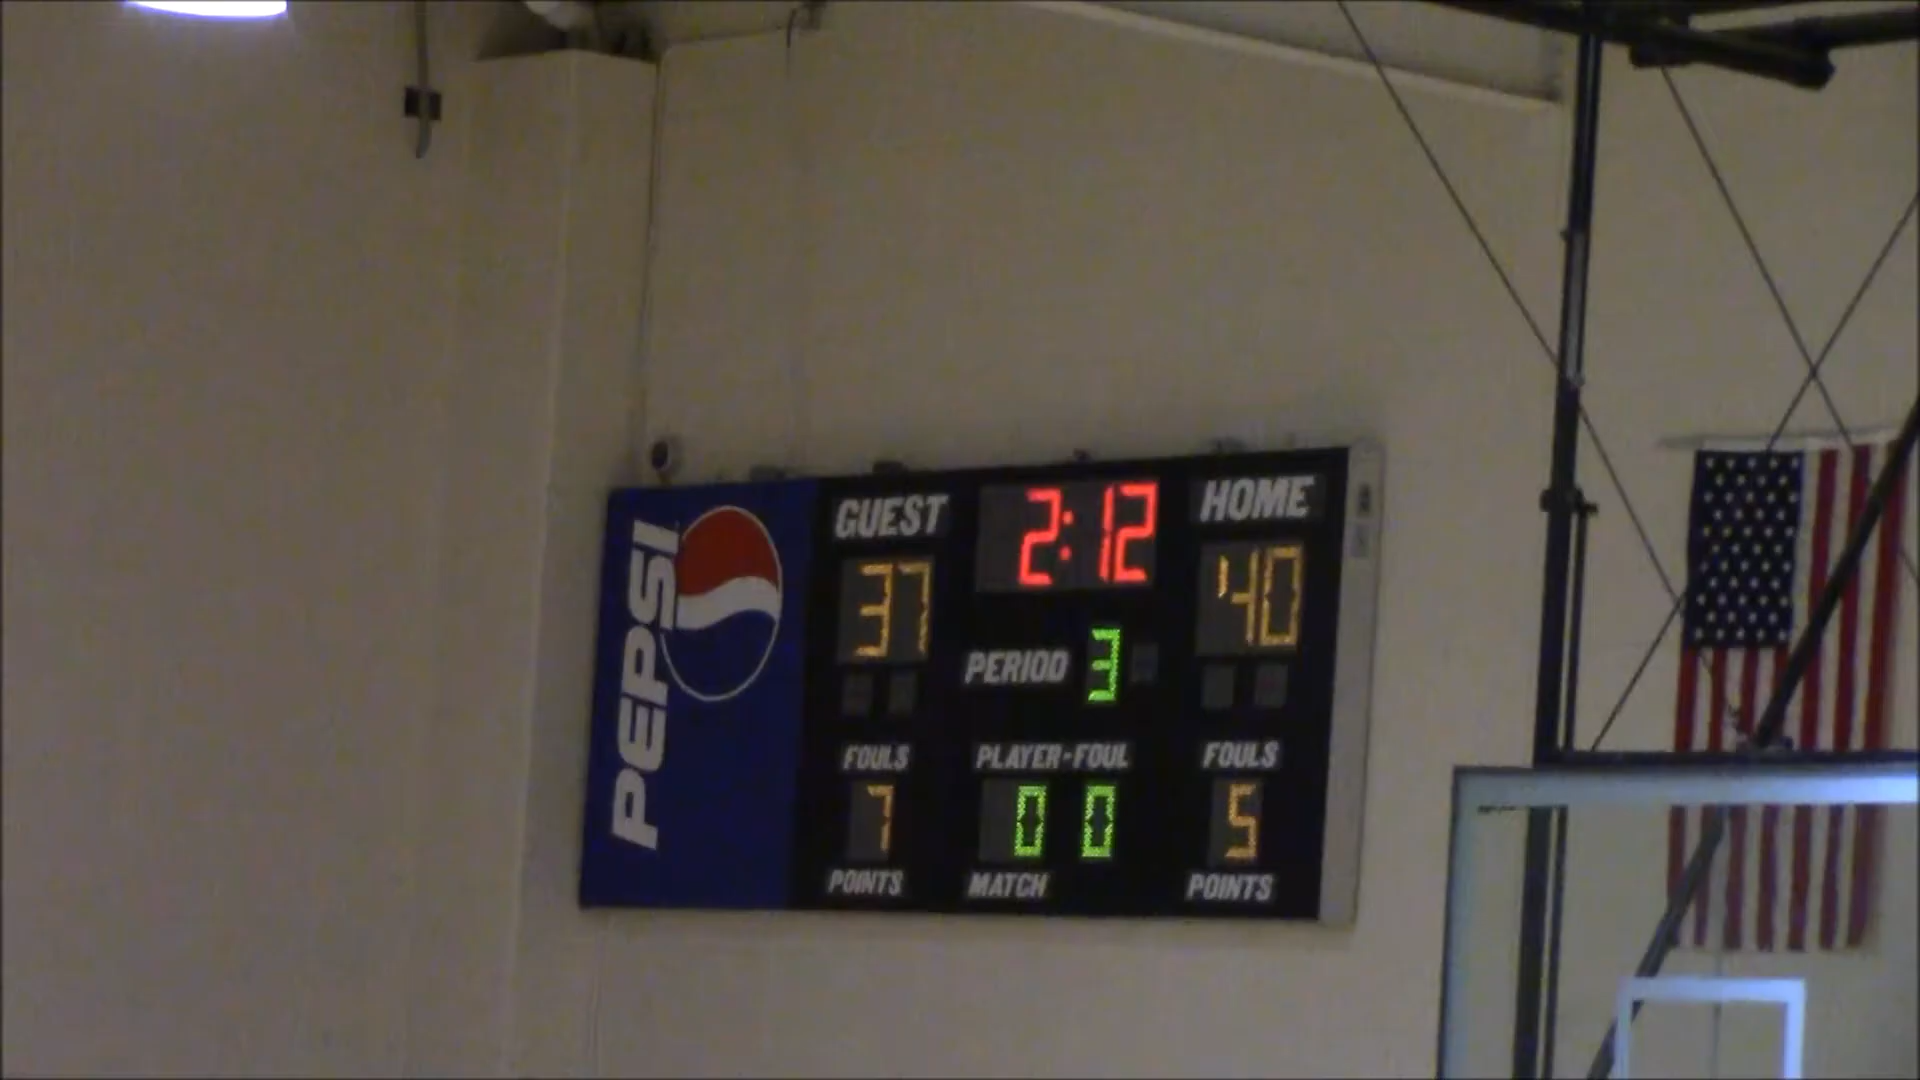 PEPSI
GUEST 2:12 HOME
37 40
PERIOD 3
FOULS PLAYER-FOUL FOULS
7 0 0 5
POINTS MATCH POINTS